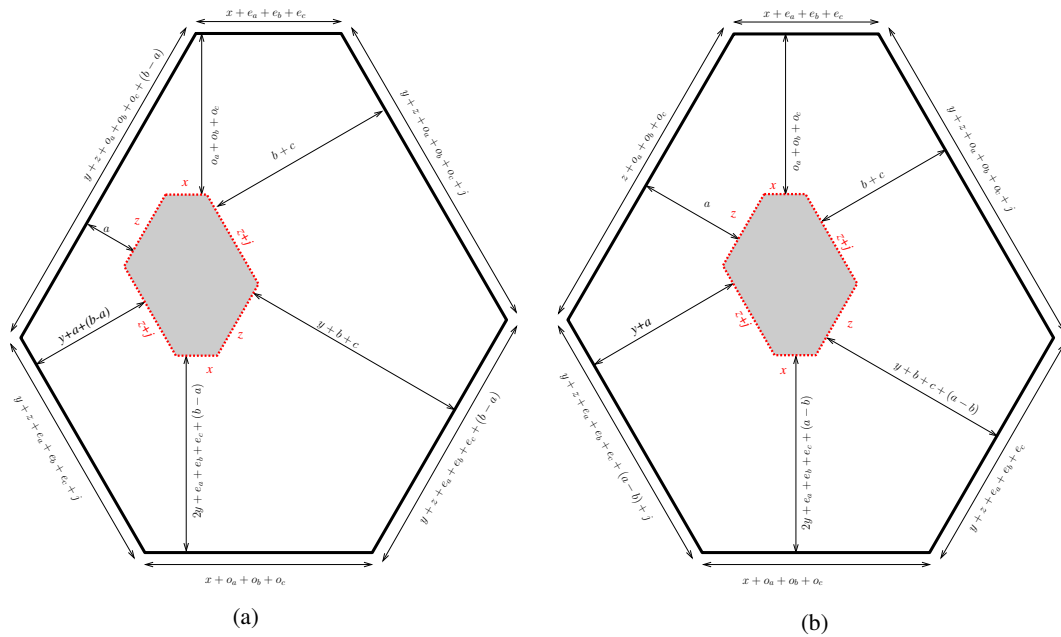 x + e_a + e_b + e_c
y + z + o_a + o_b + o_c + (b − a)
o_a + o_b + o_c
y + z + o_a + o_b + o_c + j
b + c
x
z
z+j
a
y+a+(b-a)
z+j
z
x
y + b + c
y + z + e_a + e_b + e_c + j
2y + e_a + e_b + e_c + (b − a)
y + z + e_a + e_b + e_c + (b − a)
x + o_a + o_b + o_c
(a)
x + e_a + e_b + e_c
z + o_a + o_b + o_c
o_a + o_b + o_c
y + z + o_a + o_b + o_c + j
b + c
x
a
z
z+j
y+a
z+j
z
x
y + b + c + (a − b)
y + z + e_a + e_b + e_c + (a − b) + j
2y + e_a + e_b + e_c + (a − b)
y + z + e_a + e_b + e_c
x + o_a + o_b + o_c
(b)